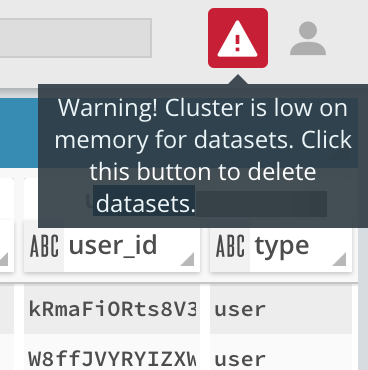 Warning! Cluster is low on
memory for datasets. Click
this button to delete
datasets.
ABC user_id ABC type
kRmaFiORts8V3 user
W8ffJVYRYIZXW user